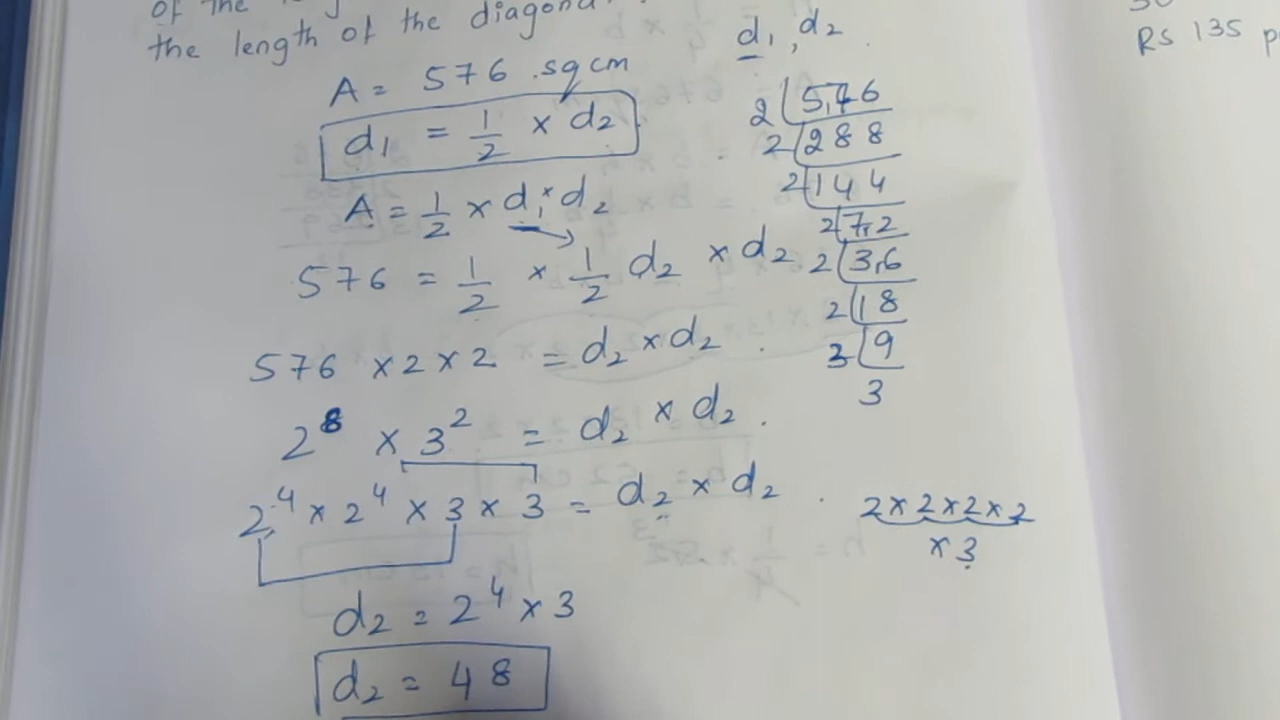 of the
the length of the diagonal.
A = 576 .sqcm
d1 = 1/2 × d2
A = 1/2 × d1 × d2
576 = 1/2 × 1/2 d2 × d2
576 × 2 × 2 = d2 × d2 .
2^8 × 3^2 = d2 × d2 .
2^4 × 2^4 × 3 × 3 = d2 × d2 .
d2 = 2^4 × 3
d2 = 48
d1 , d2 .
2 | 576
2 | 288
2 | 144
2 | 72
2 | 36
2 | 18
3 | 9
3
2 × 2 × 2 × 2
× 3
RS 135